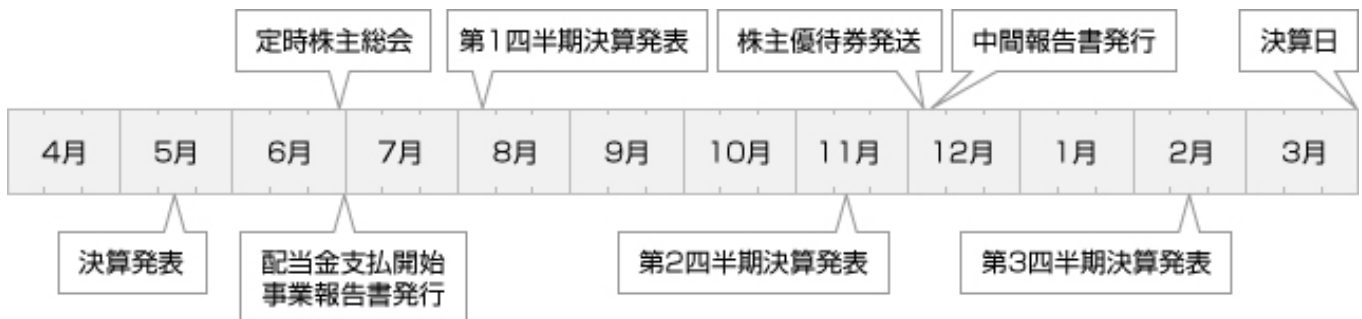 定時株主総会
第1四半期決算発表
株主優待券発送
中間報告書発行
決算日
4月
5月
6月
7月
8月
9月
10月
11月
12月
1月
2月
3月
決算発表
配当金支払開始
事業報告書発行
第2四半期決算発表
第3四半期決算発表